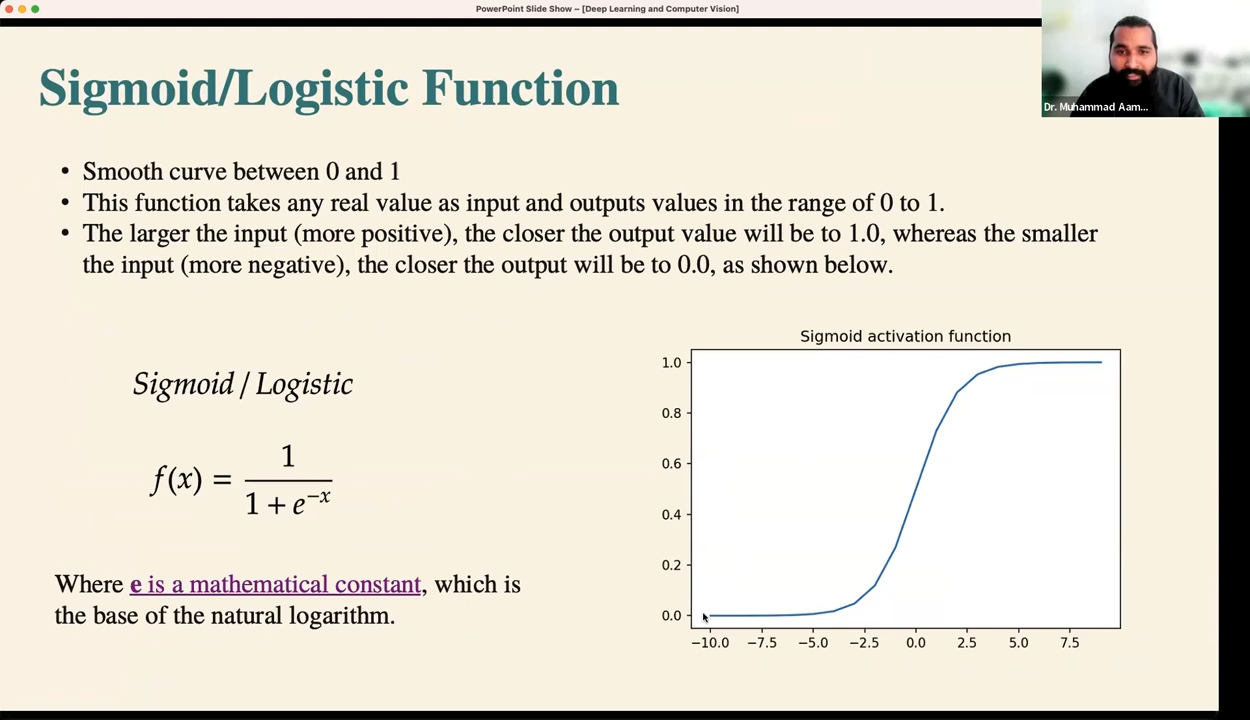 PowerPoint Slide Show – [Deep Learning and Computer Vision]
Dr. Muhammad Aam...
Sigmoid/Logistic Function
• Smooth curve between 0 and 1
• This function takes any real value as input and outputs values in the range of 0 to 1.
• The larger the input (more positive), the closer the output value will be to 1.0, whereas the smaller
the input (more negative), the closer the output will be to 0.0, as shown below.
Sigmoid / Logistic
f(x) = 1 / (1 + e^−x)
Where e is a mathematical constant, which is
the base of the natural logarithm.
Sigmoid activation function
1.0
0.8
0.6
0.4
0.2
0.0
−10.0 −7.5 −5.0 −2.5 0.0 2.5 5.0 7.5